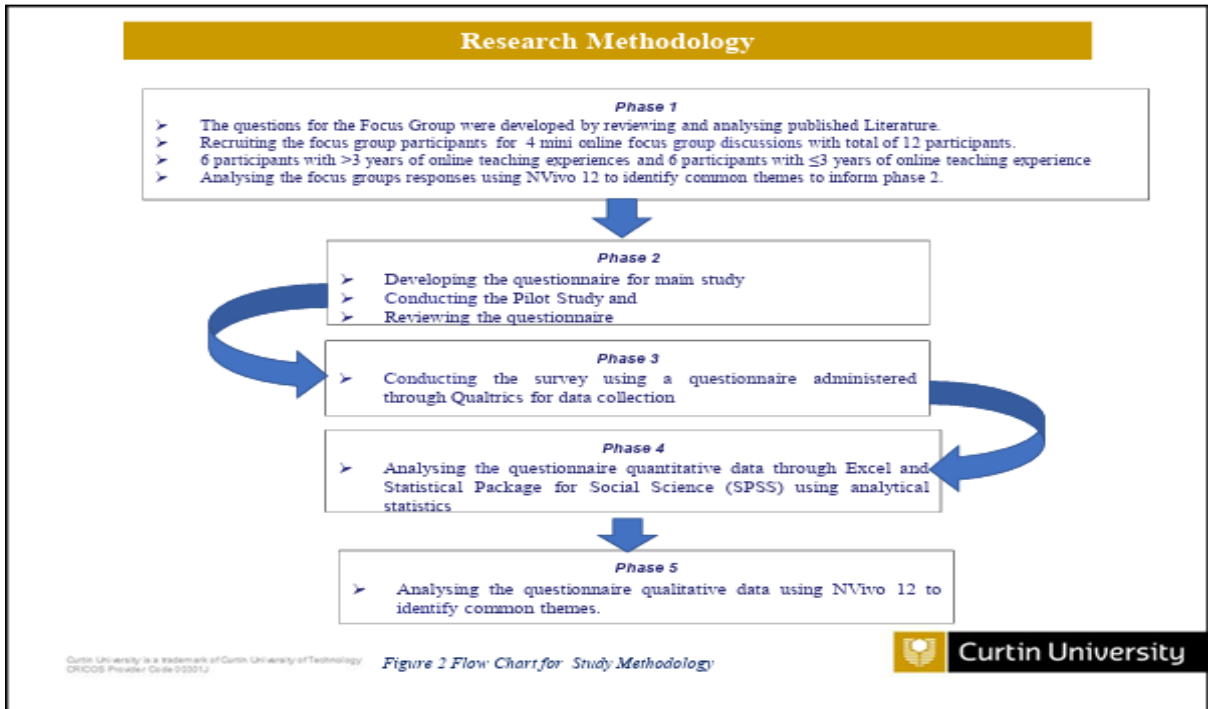 Research Methodology
Phase 1
➤ The questions for the Focus Group were developed by reviewing and analysing published Literature.
➤ Recruiting the focus group participants for 4 mini online focus group discussions with total of 12 participants.
➤ 6 participants with >3 years of online teaching experiences and 6 participants with ≤3 years of online teaching experience
➤ Analysing the focus groups responses using NVivo 12 to identify common themes to inform phase 2.
Phase 2
➤ Developing the questionnaire for main study
➤ Conducting the Pilot Study and
➤ Reviewing the questionnaire
Phase 3
➤ Conducting the survey using a questionnaire administered
through Qualtrics for data collection
Phase 4
➤ Analysing the questionnaire quantitative data through Excel and
Statistical Package for Social Science (SPSS) using analytical
statistics
Phase 5
➤ Analysing the questionnaire qualitative data using NVivo 12 to
identify common themes.
Curtin University is a trademark of Curtin University of Technology
CRICOS Provider Code 00301J
Figure 2 Flow Chart for Study Methodology
Curtin University